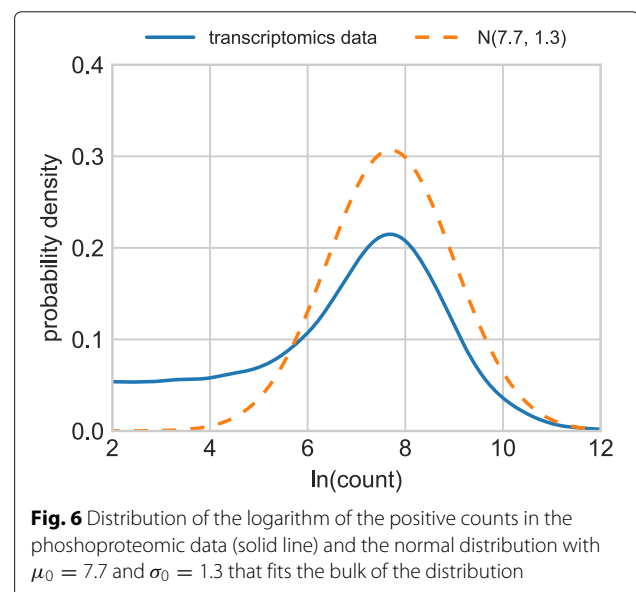 transcriptomics data N(7.7, 1.3)
0.4
0.3
0.2
0.1
0.0
probability density
2 4 6 8 10 12
ln(count)
Fig. 6 Distribution of the logarithm of the positive counts in the
phoshoproteomic data (solid line) and the normal distribution with
μ₀ = 7.7 and σ₀ = 1.3 that fits the bulk of the distribution